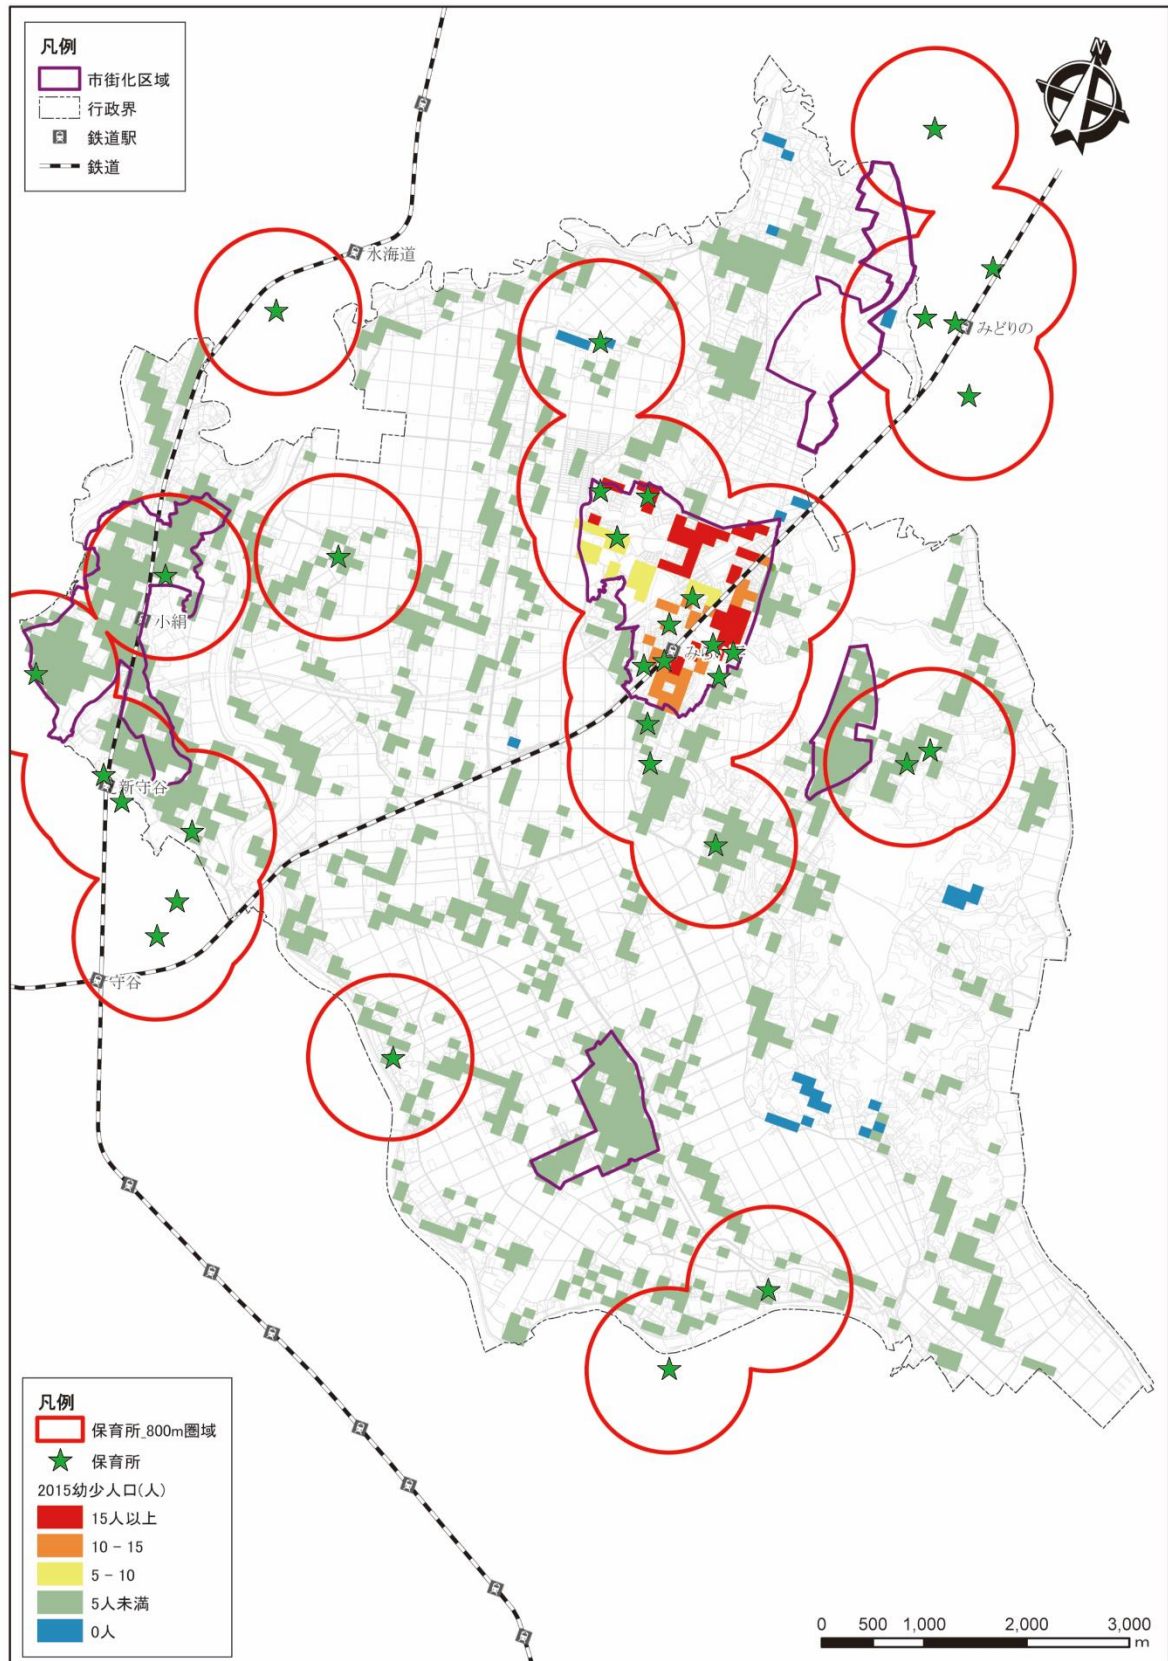 凡例
市街化区域
行政界
鉄道駅
鉄道
N
水海道
みどりの
小絹
新守谷
守谷
凡例
保育所_800m圏域
保育所
2015幼少人口(人)
15人以上
10 - 15
5 - 10
5人未満
0人
0 500 1,000 2,000 3,000
m